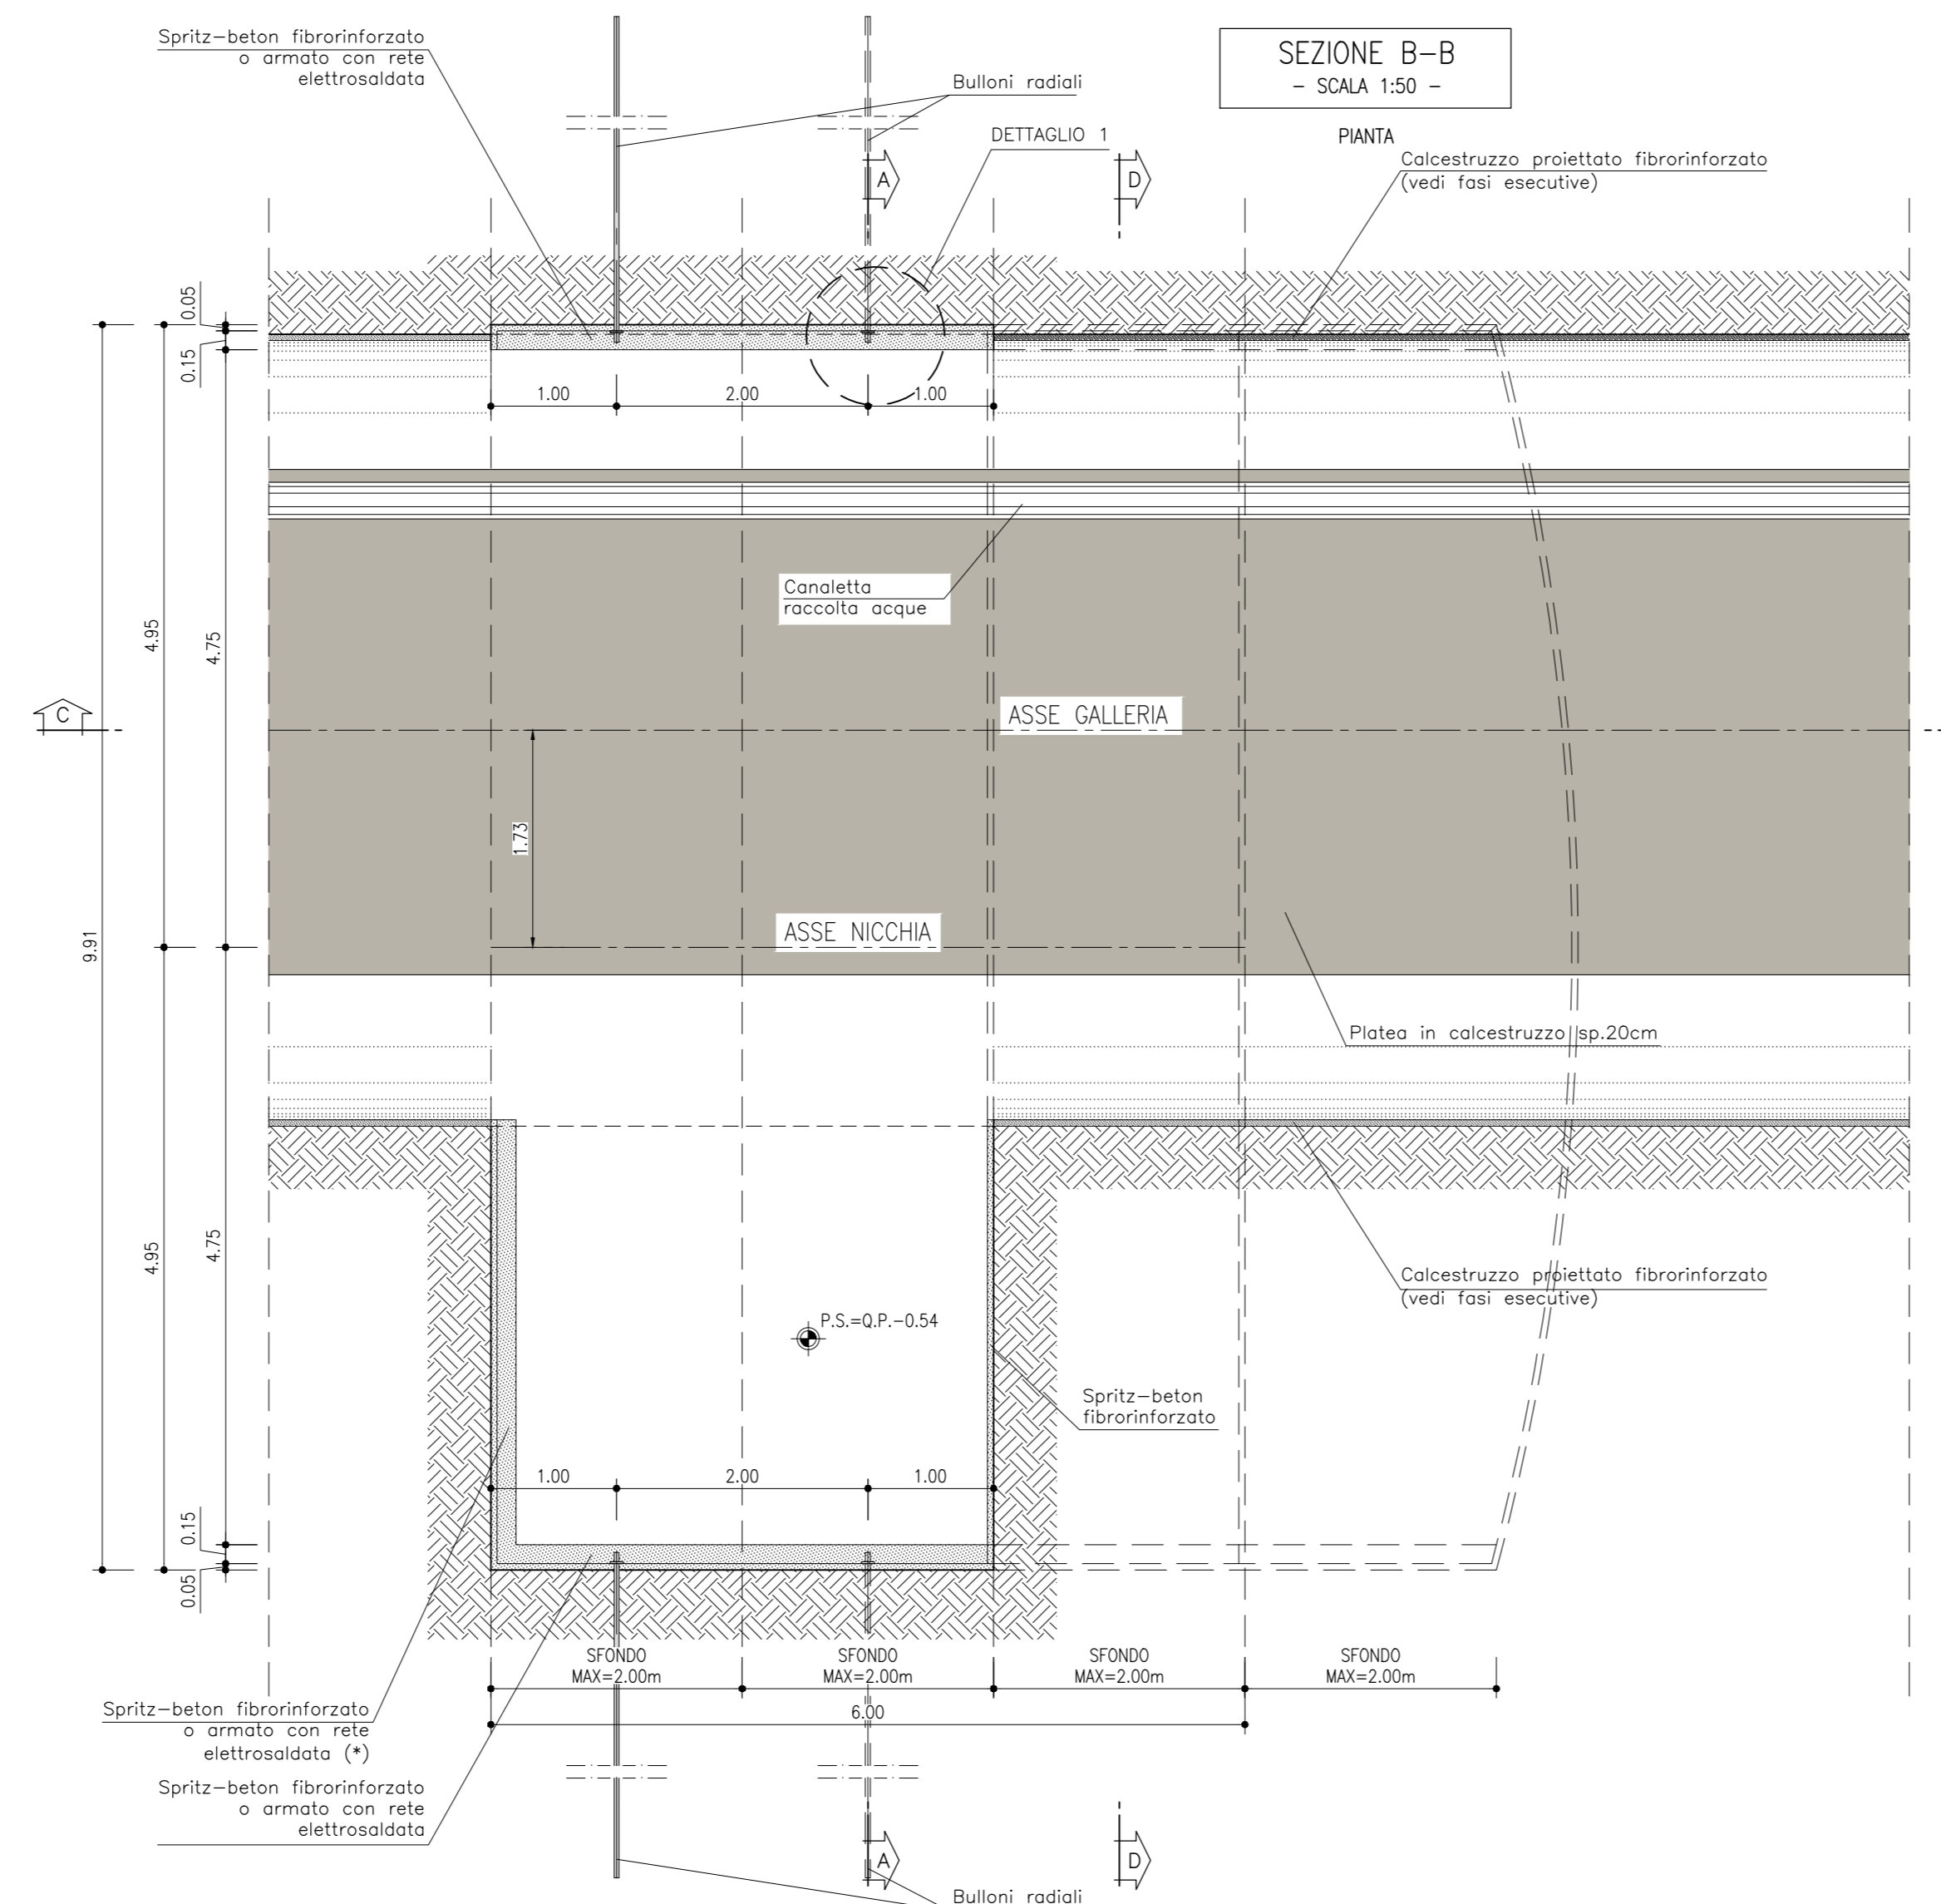 Spritz-beton fibrorinforzato
o armato con rete
elettrosaldata
Bulloni radiali
SEZIONE B-B
- SCALA 1:50 -
DETTAGLIO 1
PIANTA
Calcestruzzo proiettato fibrorinforzato
(vedi fasi esecutive)
A
D
0.05
0.15
1.00
2.00
1.00
Canaletta
raccolta acque
4.95
4.75
C
ASSE GALLERIA
1.73
ASSE NICCHIA
9.91
Platea in calcestruzzo sp.20cm
4.95
4.75
Calcestruzzo proiettato fibrorinforzato
(vedi fasi esecutive)
P.S.=Q.P.-0.54
Spritz-beton
fibrorinforzato
1.00
2.00
1.00
0.15
0.05
SFONDO
MAX=2.00m
SFONDO
MAX=2.00m
SFONDO
MAX=2.00m
SFONDO
MAX=2.00m
6.00
Spritz-beton fibrorinforzato
o armato con rete
elettrosaldata (*)
Spritz-beton fibrorinforzato
o armato con rete
elettrosaldata
A
D
Bulloni radiali